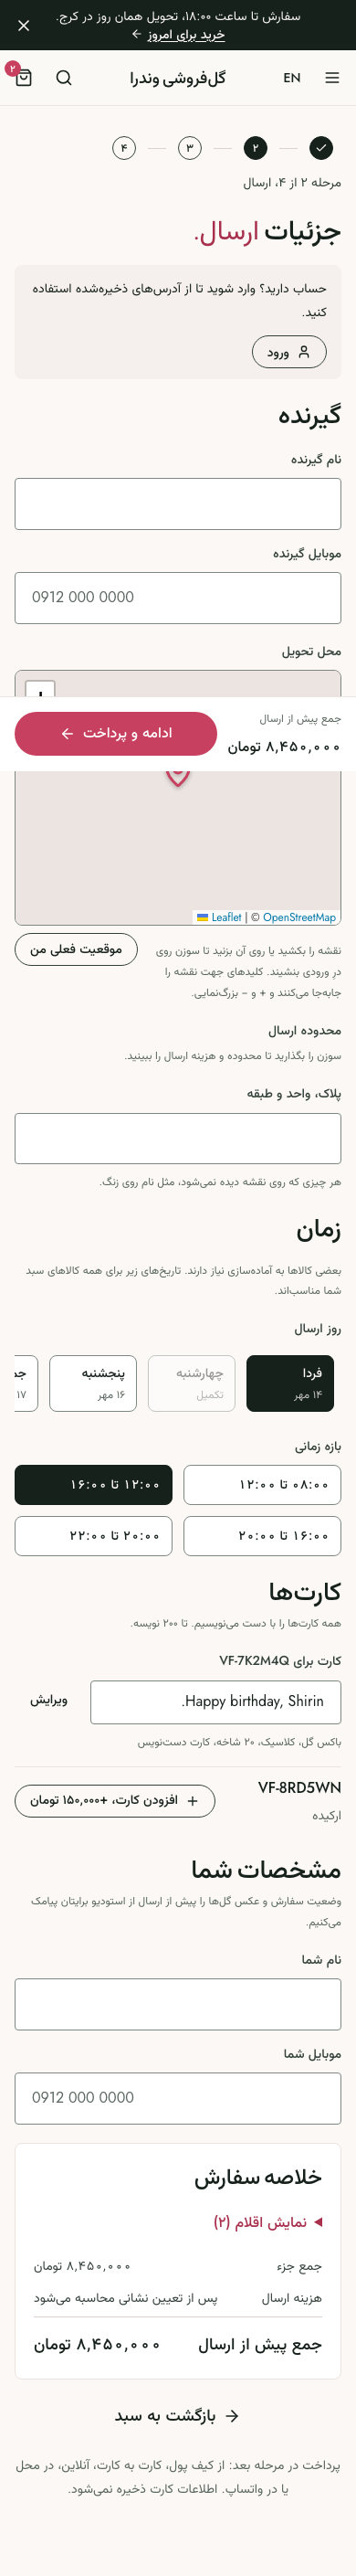 سفارش تا ساعت ۱۸:۰۰، تحویل همان روز در کرج.
خرید برای امروز ←
EN
گل‌فروشی وندرا
۲
۲
۳
۴
مرحله ۲ از ۴، ارسال
جزئیات ارسال.
حساب دارید؟ وارد شوید تا از آدرس‌های ذخیره‌شده استفاده
کنید.
ورود
گیرنده
نام گیرنده
موبایل گیرنده
0912 000 0000
محل تحویل
جمع پیش از ارسال
۸,۴۵۰,۰۰۰ تومان
ادامه و پرداخت ←
Leaflet | © OpenStreetMap
نقشه را بکشید یا روی آن بزنید تا سوزن روی
درِ ورودی بنشیند. کلیدهای جهت نقشه را
جابه‌جا می‌کنند و + و − بزرگ‌نمایی.
موقعیت فعلی من
محدوده ارسال
سوزن را بگذارید تا محدوده و هزینه ارسال را ببینید.
پلاک، واحد و طبقه
هر چیزی که روی نقشه دیده نمی‌شود، مثل نام روی زنگ.
زمان
بعضی کالاها به آماده‌سازی نیاز دارند. تاریخ‌های زیر برای همه کالاهای سبد
شما مناسب‌اند.
روز ارسال
فردا
۱۴ مهر
چهارشنبه
تکمیل
پنجشنبه
۱۶ مهر
۱۷
بازه زمانی
۰۸:۰۰ تا ۱۲:۰۰
۱۲:۰۰ تا ۱۶:۰۰
۱۶:۰۰ تا ۲۰:۰۰
۲۰:۰۰ تا ۲۲:۰۰
کارت‌ها
همه کارت‌ها را با دست می‌نویسیم. تا ۲۰۰ نویسه.
کارت برای VF-7K2M4Q
Happy birthday, Shirin.
ویرایش
باکس گل، کلاسیک، ۲۰ شاخه، کارت دست‌نویس
VF-8RD5WN
ارکیده
+ افزودن کارت، +۱۵۰,۰۰۰ تومان
مشخصات شما
وضعیت سفارش و عکس گل‌ها را پیش از ارسال از استودیو برایتان پیامک
می‌کنیم.
نام شما
موبایل شما
0912 000 0000
خلاصه سفارش
نمایش اقلام (۲)
جمع جزء
۸,۴۵۰,۰۰۰ تومان
هزینه ارسال
پس از تعیین نشانی محاسبه می‌شود
جمع پیش از ارسال
۸,۴۵۰,۰۰۰ تومان
→ بازگشت به سبد
پرداخت در مرحله بعد: از کیف پول، کارت به کارت، آنلاین، در محل
یا در واتساپ. اطلاعات کارت ذخیره نمی‌شود.